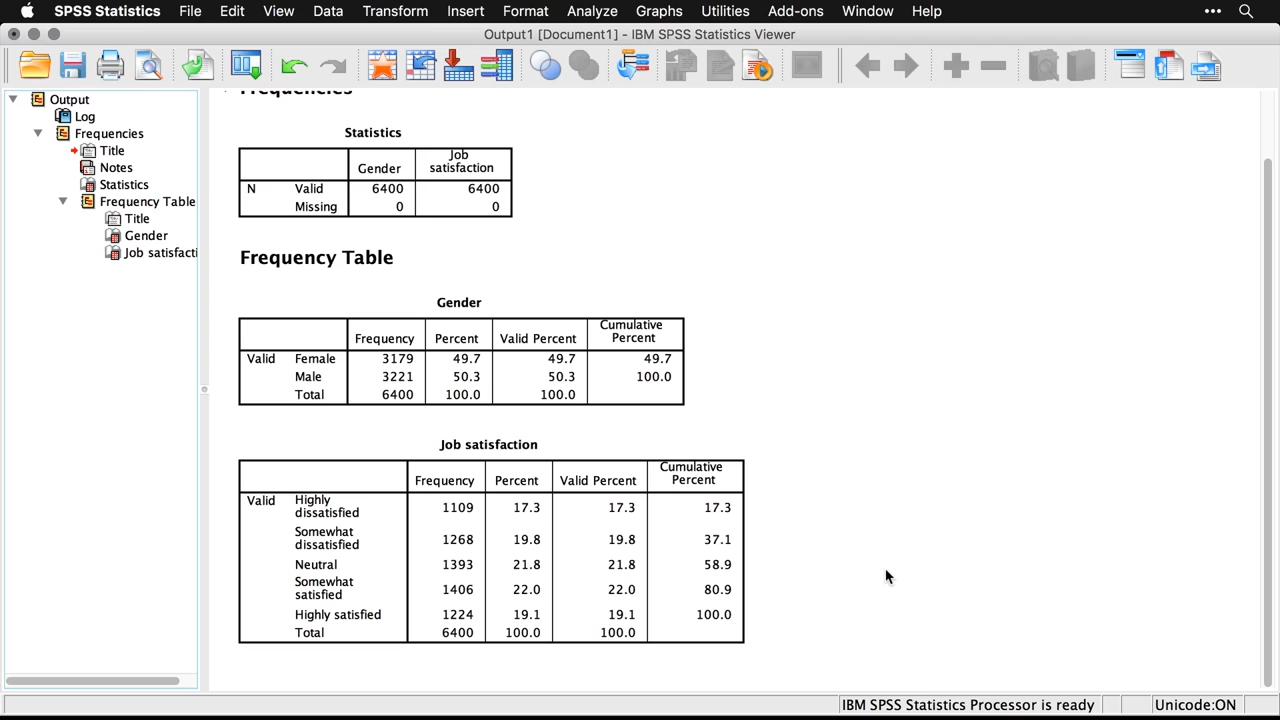 SPSS Statistics File Edit View Data Transform Insert Format Analyze Graphs Utilities Add-ons Window Help
Output1 [Document1] - IBM SPSS Statistics Viewer
Output
Log
Frequencies
Title
Notes
Statistics
Frequency Table
Title
Gender
Job satisfacti
Frequencies
Statistics
Gender Job satisfaction
N Valid 6400 6400
Missing 0 0
Frequency Table
Gender
Frequency Percent Valid Percent Cumulative Percent
Valid Female 3179 49.7 49.7 49.7
Male 3221 50.3 50.3 100.0
Total 6400 100.0 100.0
Job satisfaction
Frequency Percent Valid Percent Cumulative Percent
Valid Highly dissatisfied 1109 17.3 17.3 17.3
Somewhat dissatisfied 1268 19.8 19.8 37.1
Neutral 1393 21.8 21.8 58.9
Somewhat satisfied 1406 22.0 22.0 80.9
Highly satisfied 1224 19.1 19.1 100.0
Total 6400 100.0 100.0
IBM SPSS Statistics Processor is ready Unicode:ON